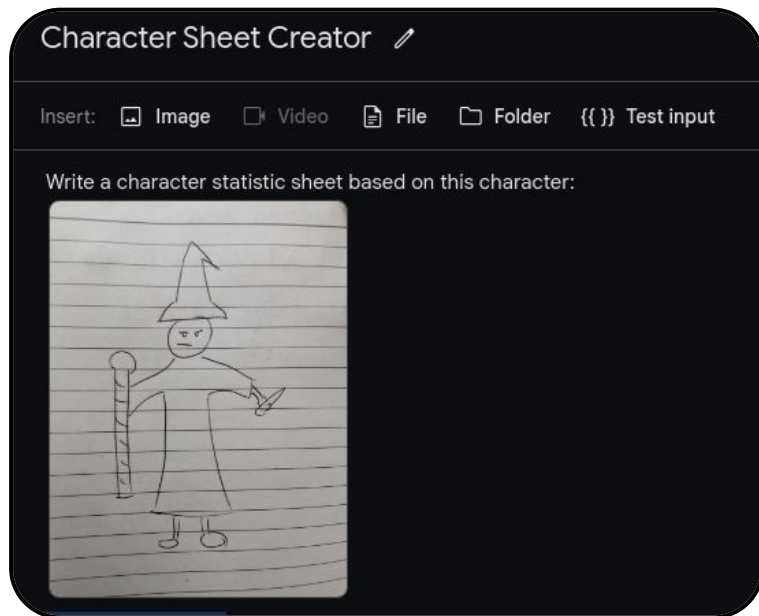 Character Sheet Creator
Insert: Image Video File Folder {{ }} Test input
Write a character statistic sheet based on this character: